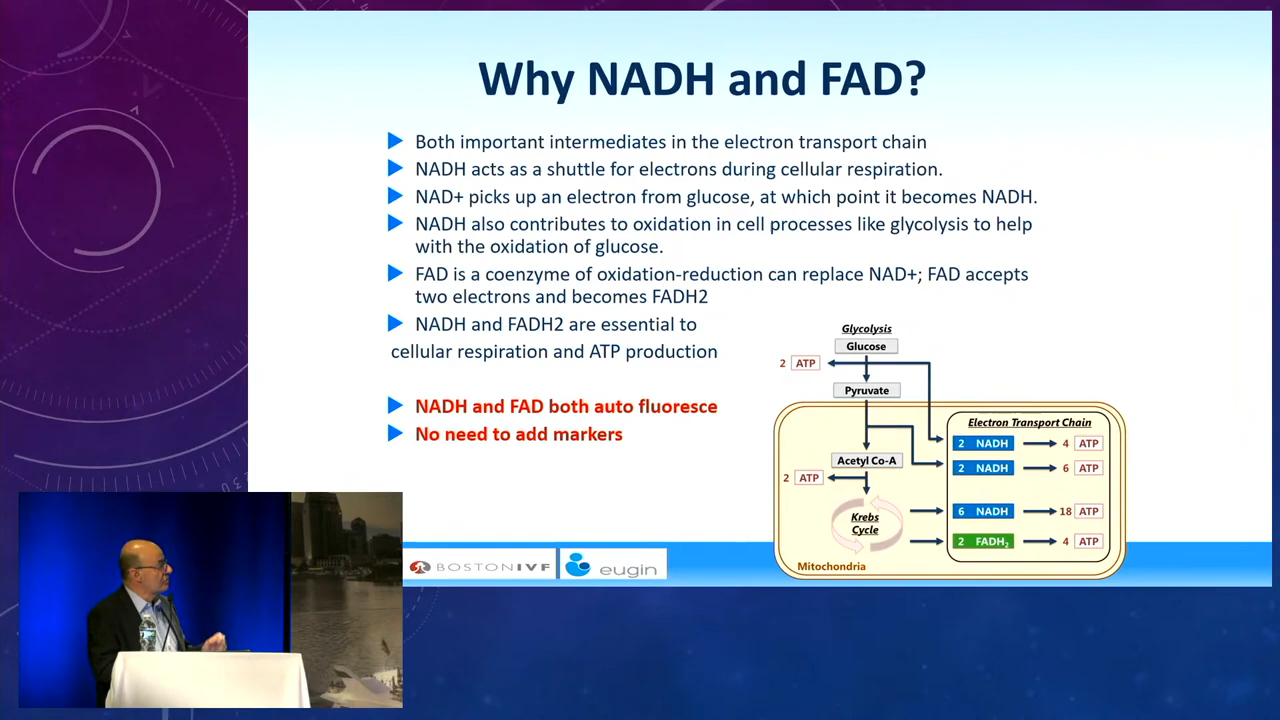 Why NADH and FAD?
Both important intermediates in the electron transport chain
NADH acts as a shuttle for electrons during cellular respiration.
NAD+ picks up an electron from glucose, at which point it becomes NADH.
NADH also contributes to oxidation in cell processes like glycolysis to help
with the oxidation of glucose.
FAD is a coenzyme of oxidation-reduction can replace NAD+; FAD accepts
two electrons and becomes FADH2
NADH and FADH2 are essential to
cellular respiration and ATP production
NADH and FAD both auto fluoresce
No need to add markers
Glycolysis
Glucose
2 ATP
Pyruvate
Electron Transport Chain
2 NADH 4 ATP
2 NADH 6 ATP
Acetyl Co-A
2 ATP
6 NADH 18 ATP
Krebs
Cycle
2 FADH₂ 4 ATP
Mitochondria
BOSTONIVF
eugin
230